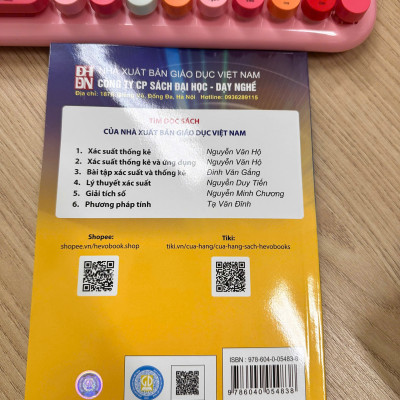 ĐH
DN
NHÀ XUẤT BẢN GIÁO DỤC VIỆT NAM
CÔNG TY CP SÁCH ĐẠI HỌC - DẠY NGHỀ
Địa chỉ: 187B, Giảng Võ, Đống Đa, Hà Nội Hotline: 0936289115
TÌM ĐỌC SÁCH
CỦA NHÀ XUẤT BẢN GIÁO DỤC VIỆT NAM
1. Xác suất thống kê Nguyễn Văn Hộ
2. Xác suất thống kê và ứng dụng Nguyễn Văn Hộ
3. Bài tập xác suất và thống kê Đinh Văn Gắng
4. Lý thuyết xác suất Nguyễn Duy Tiến
5. Giải tích số Nguyễn Minh Chương
6. Phương pháp tính Tạ Văn Đĩnh
Shopee: Tiki:
shopee.vn/hevobook.shop tiki.vn/cua-hang/cua-hang-sach-hevobooks
ISBN : 978-604-0-05483-8
9 786040 054838